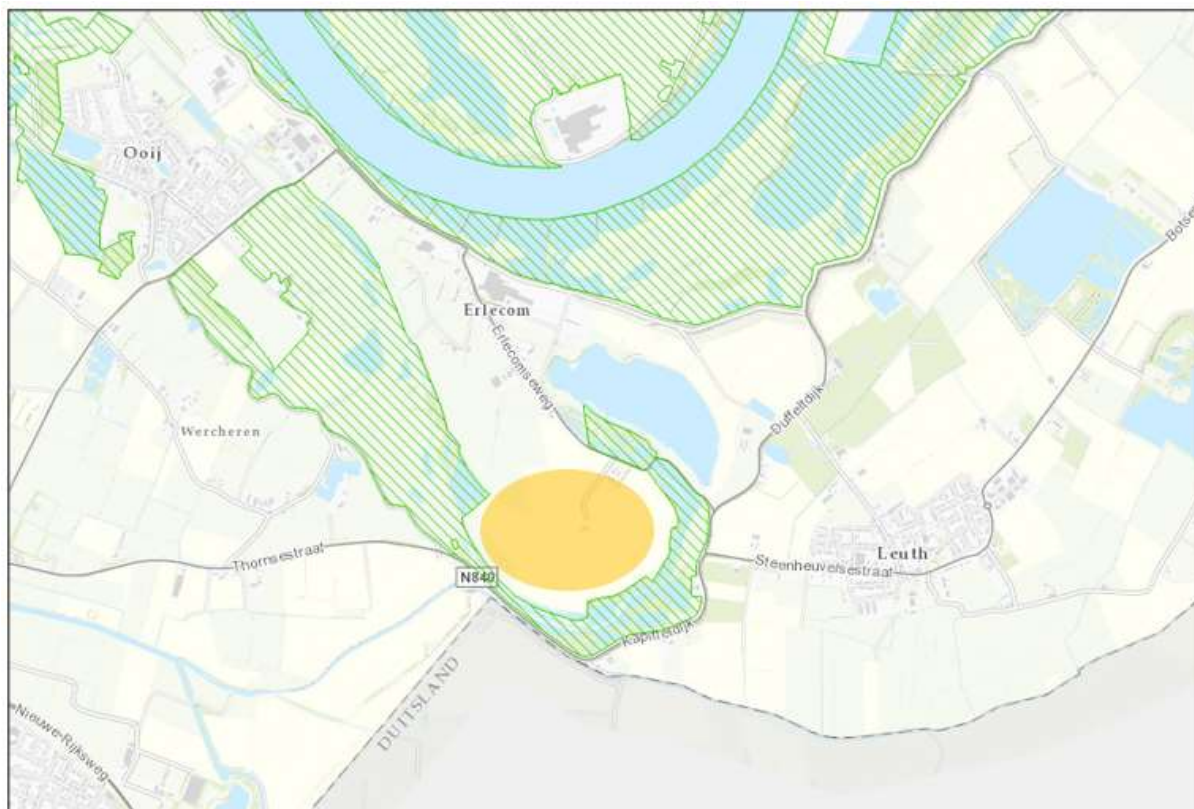 Ooij
Botse
Erlecom
Erlecomseweg
Duffeltdijk
Wercheren
Thornsestraat
Steenheuvelsestraat
Leuth
N840
Kapitteldijk
DUITSLAND
Nieuwe-Rijksweg